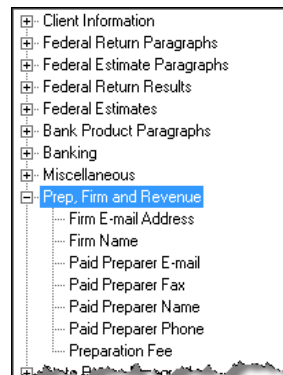 Client Information
Federal Return Paragraphs
Federal Estimate Paragraphs
Federal Return Results
Federal Estimates
Bank Product Paragraphs
Banking
Miscellaneous
Prep, Firm and Revenue
Firm E-mail Address
Firm Name
Paid Preparer E-mail
Paid Preparer Fax
Paid Preparer Name
Paid Preparer Phone
Preparation Fee